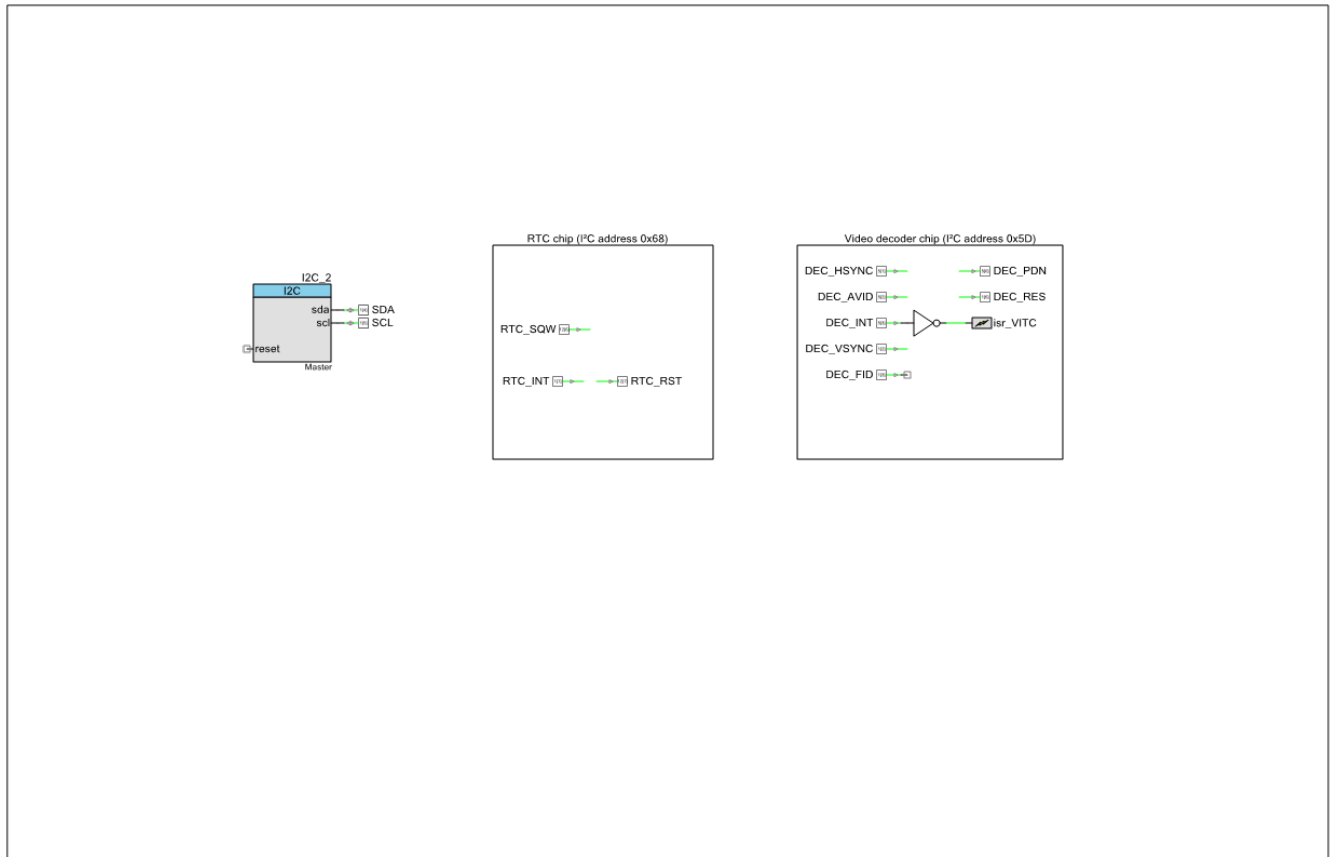 I2C_2
I2C
sda
SDA
scl
SCL
reset
Master
RTC chip (I²C address 0x68)
RTC_SQW
RTC_INT
RTC_RST
Video decoder chip (I²C address 0x5D)
DEC_HSYNC
DEC_PDN
DEC_AVID
DEC_RES
DEC_INT
isr_VITC
DEC_VSYNC
DEC_FID